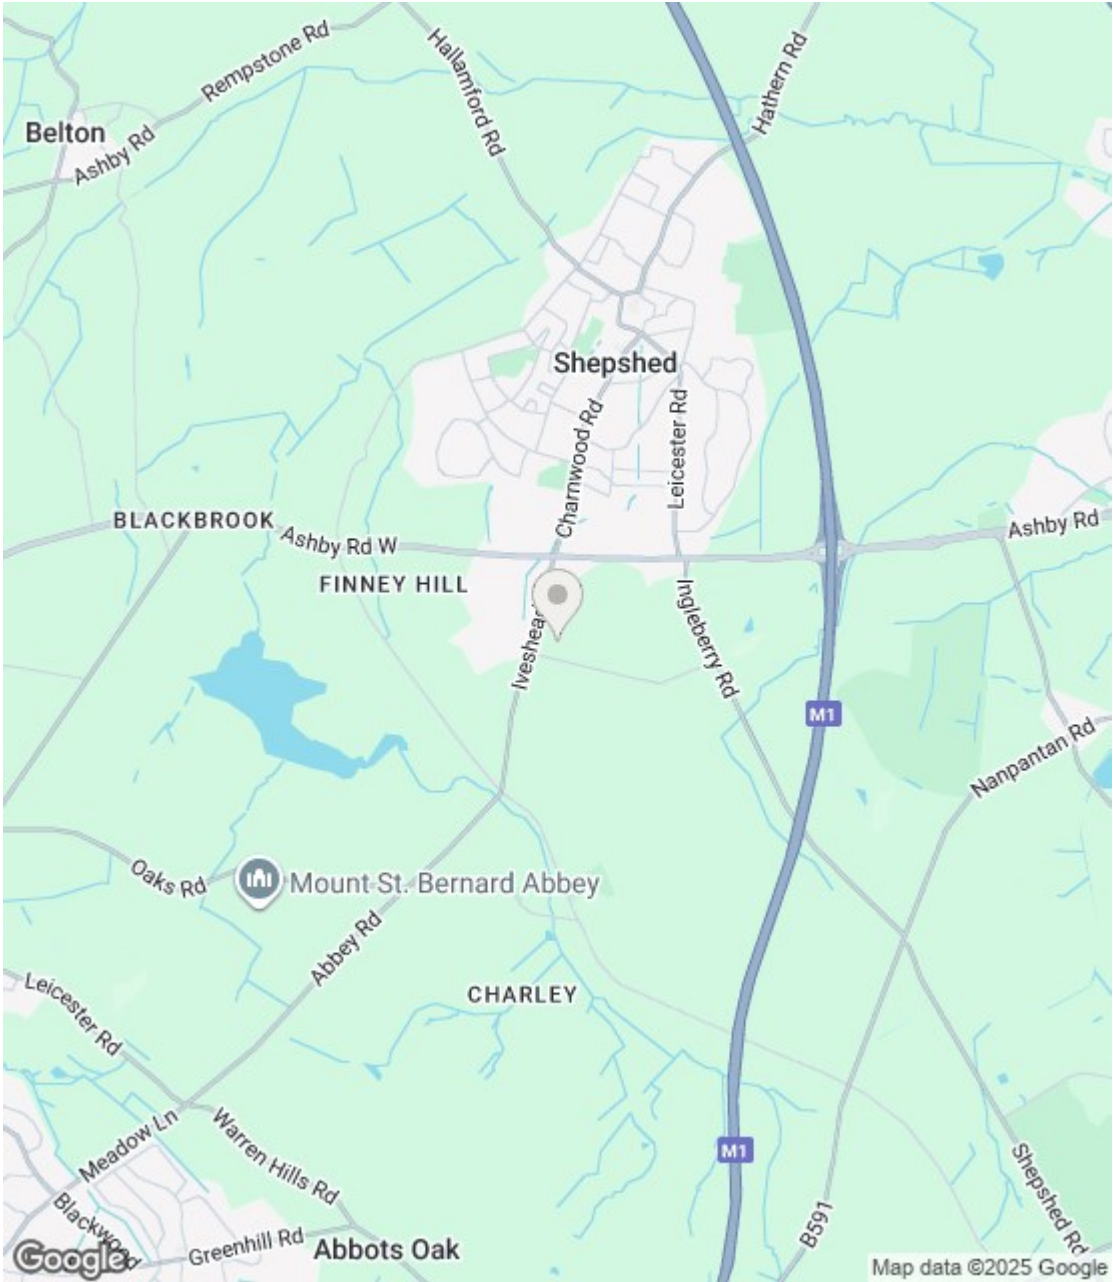 Rempstone Rd
Hallamford Rd
Hathern Rd
Belton
Ashby Rd
Shepshed
Charnwood Rd
Leicester Rd
BLACKBROOK
Ashby Rd W
Ashby Rd
FINNEY HILL
Iveshead
Ingleberry Rd
M1
Nanpantan Rd
Oaks Rd
Mount St. Bernard Abbey
Abbey Rd
Leicester Rd
CHARLEY
Meadow Ln
Warren Hills Rd
M1
Shepshed Rd
Blackwood
B591
Greenhill Rd
Abbots Oak
Google
Map data ©2025 Google